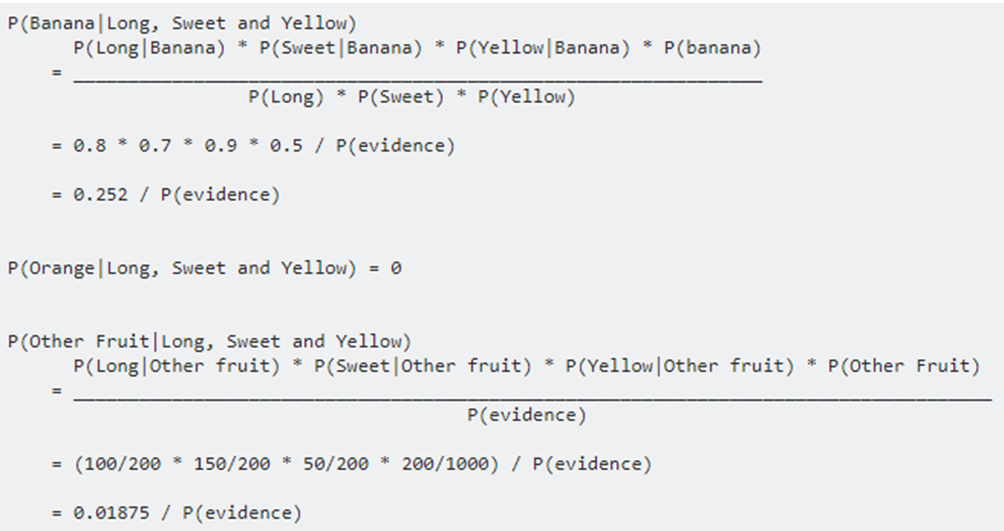 P(Banana|Long, Sweet and Yellow)
P(Long|Banana) * P(Sweet|Banana) * P(Yellow|Banana) * P(banana)
= ________________________________________________________________
P(Long) * P(Sweet) * P(Yellow)
= 0.8 * 0.7 * 0.9 * 0.5 / P(evidence)
= 0.252 / P(evidence)
P(Orange|Long, Sweet and Yellow) = 0
P(Other Fruit|Long, Sweet and Yellow)
P(Long|Other fruit) * P(Sweet|Other fruit) * P(Yellow|Other fruit) * P(Other Fruit)
= _____________________________________________________________________________________
P(evidence)
= (100/200 * 150/200 * 50/200 * 200/1000) / P(evidence)
= 0.01875 / P(evidence)